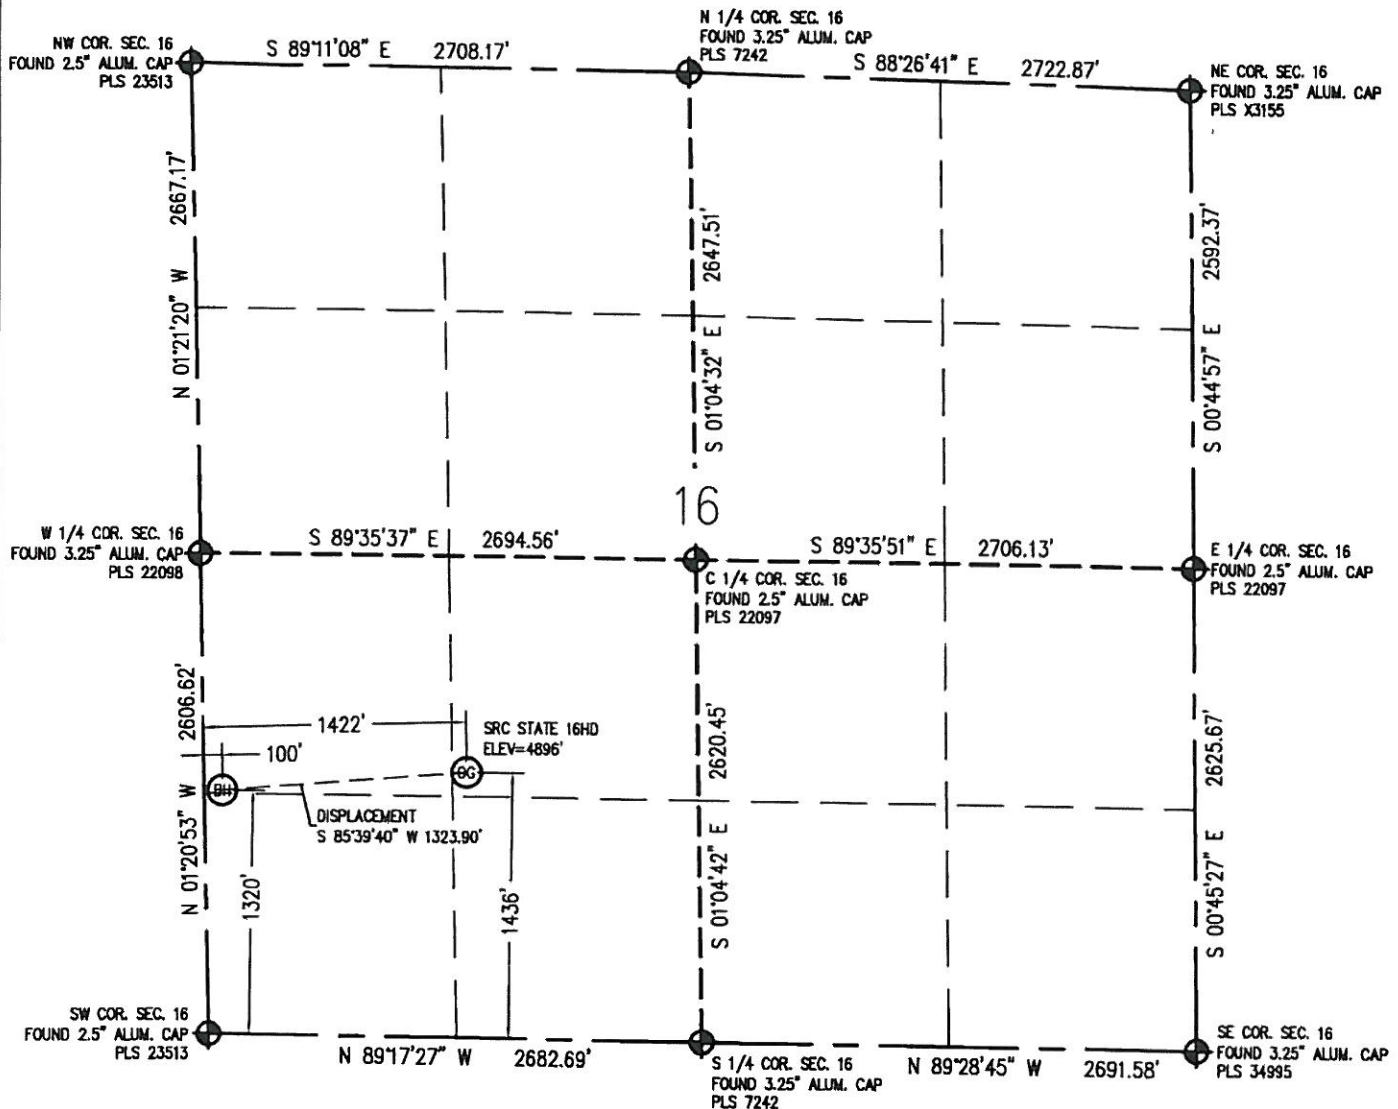 N 1/4 COR. SEC. 16
FOUND 3.25" ALUM. CAP
PLS 7242
NW COR. SEC. 16
FOUND 2.5" ALUM. CAP
PLS 23513
S 89°11'08" E 2708.17'
S 88°26'41" E 2722.87'
NE COR. SEC. 16
FOUND 3.25" ALUM. CAP
PLS X3155
N 01°21'20" W 2667.17'
S 01°04'32" E 2647.51'
S 00°44'57" E 2592.37'
16
W 1/4 COR. SEC. 16
FOUND 3.25" ALUM. CAP
PLS 22098
S 89°35'37" E 2694.56'
S 89°35'51" E 2706.13'
E 1/4 COR. SEC. 16
FOUND 2.5" ALUM. CAP
PLS 22097
C 1/4 COR. SEC. 16
FOUND 2.5" ALUM. CAP
PLS 22097
N 01°20'53" W 2606.62'
1422'
SRC STATE 16HD
ELEV=4896'
100'
BH
OG
DISPLACEMENT
S 85°39'40" W 1323.90'
1320'
1436'
S 01°04'42" E 2620.45'
S 00°45'27" E 2625.67'
SW COR. SEC. 16
FOUND 2.5" ALUM. CAP
PLS 23513
N 89°17'27" W 2682.69'
S 1/4 COR. SEC. 16
FOUND 3.25" ALUM. CAP
PLS 7242
N 89°28'45" W 2691.58'
SE COR. SEC. 16
FOUND 3.25" ALUM. CAP
PLS 34995